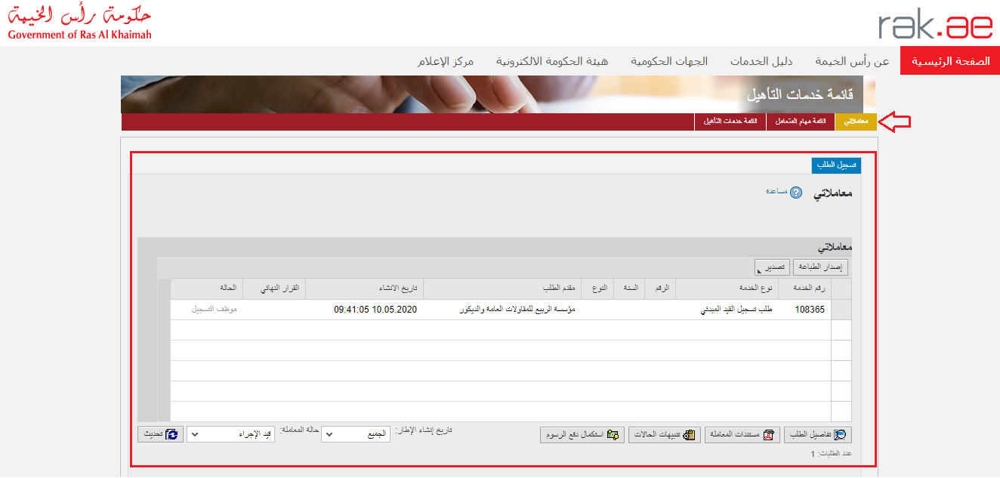 حكومة رأس الخيمة
Government of Ras Al Khaimah
rak.ae
الصفحة الرئيسية
عن رأس الخيمة
دليل الخدمات
الجهات الحكومية
هيئة الحكومة الالكترونية
مركز الإعلام
قائمة خدمات التأهيل
معاملاتي
قائمة مهام المتعامل
قائمة خدمات التأهيل
تسجيل الطلب
معاملاتي
مساعدة
معاملاتي
إصدار الطباعة
تصدير
رقم الخدمة
نوع الخدمة
الرقم
السنة
النوع
مقدم الطلب
تاريخ الانشاء
القرار النهائي
الحالة
108365
طلب تسجيل القيد المبدئي
مؤسسة الربيع للمقاولات العامة والديكور
09:41:05 10.05.2020
موظف التسجيل
تفاصيل الطلب
مستندات المعاملة
تنبيهات الحالات
استكمال دفع الرسوم
تاريخ إنشاء الإطار:
الجميع
حالة المعاملة:
قيد الإجراء
تحديث
عدد الطلبات: 1